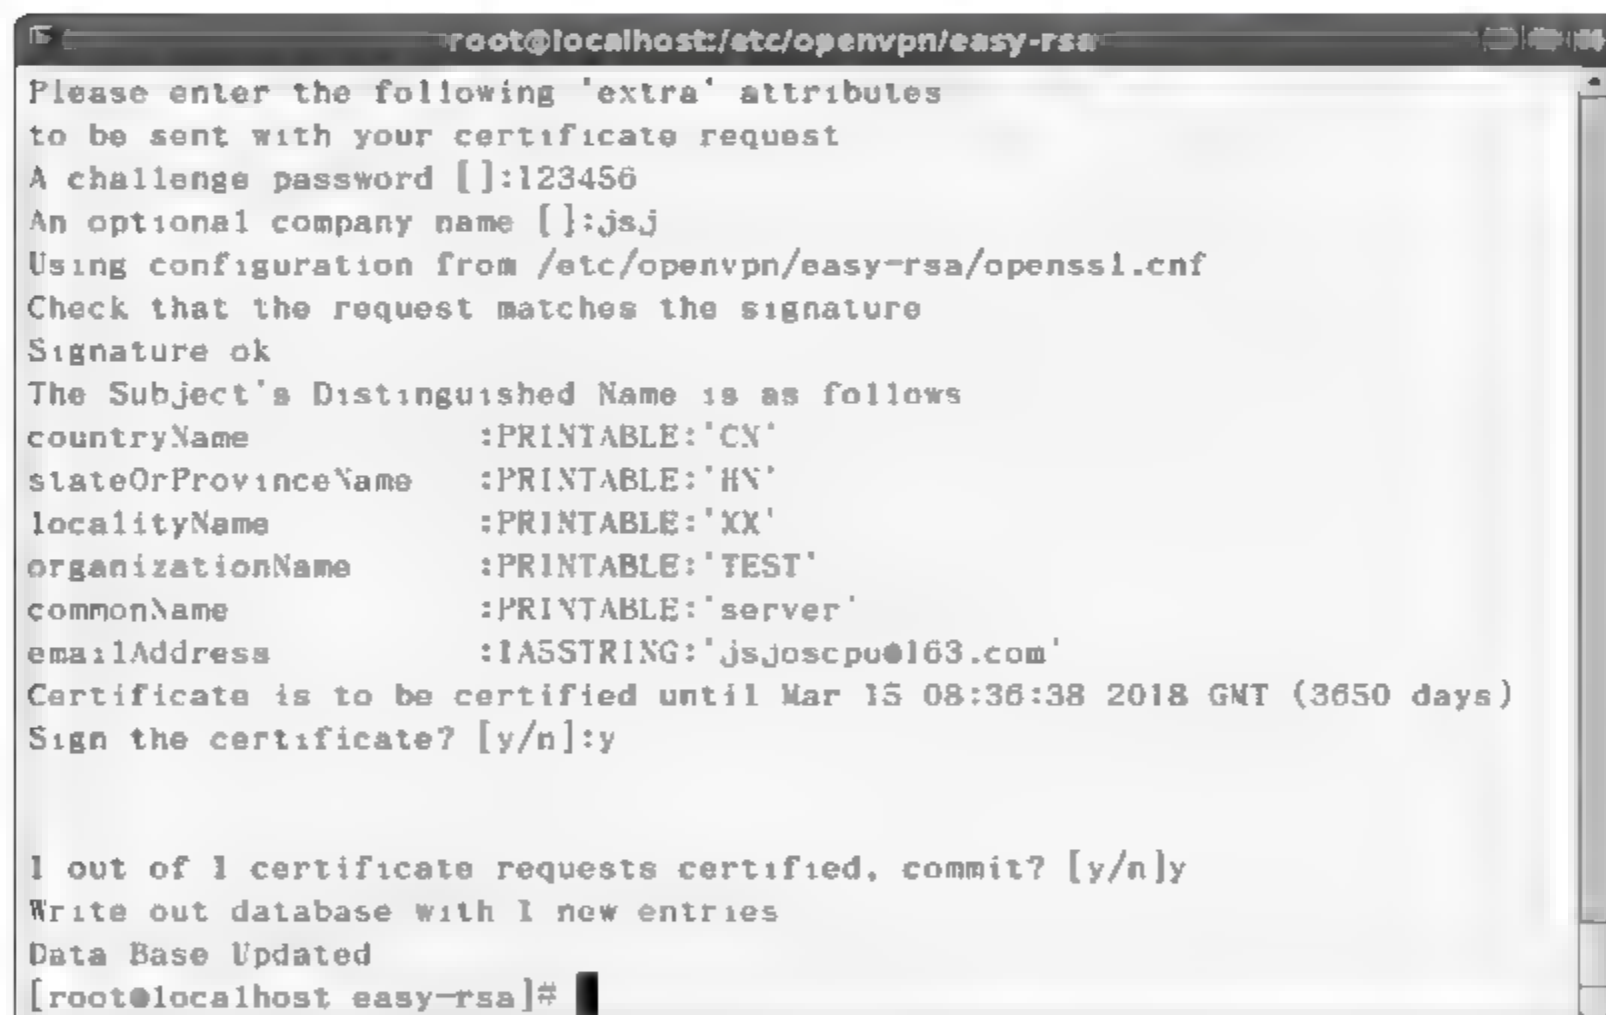 root@localhost:/etc/openvpn/easy-rsa
Please enter the following 'extra' attributes
to be sent with your certificate request
A challenge password []:123456
An optional company name []:jsj
Using configuration from /etc/openvpn/easy-rsa/openssl.cnf
Check that the request matches the signature
Signature ok
The Subject's Distinguished Name is as follows
countryName :PRINTABLE:'CN'
stateOrProvinceName :PRINTABLE:'HN'
localityName :PRINTABLE:'XX'
organizationName :PRINTABLE:'TEST'
commonName :PRINTABLE:'server'
emailAddress :IA5STRING:'jsjoscpu@163.com'
Certificate is to be certified until Mar 15 08:36:38 2018 GMT (3650 days)
Sign the certificate? [y/n]:y
1 out of 1 certificate requests certified, commit? [y/n]y
Write out database with 1 new entries
Data Base Updated
[root@localhost easy-rsa]#